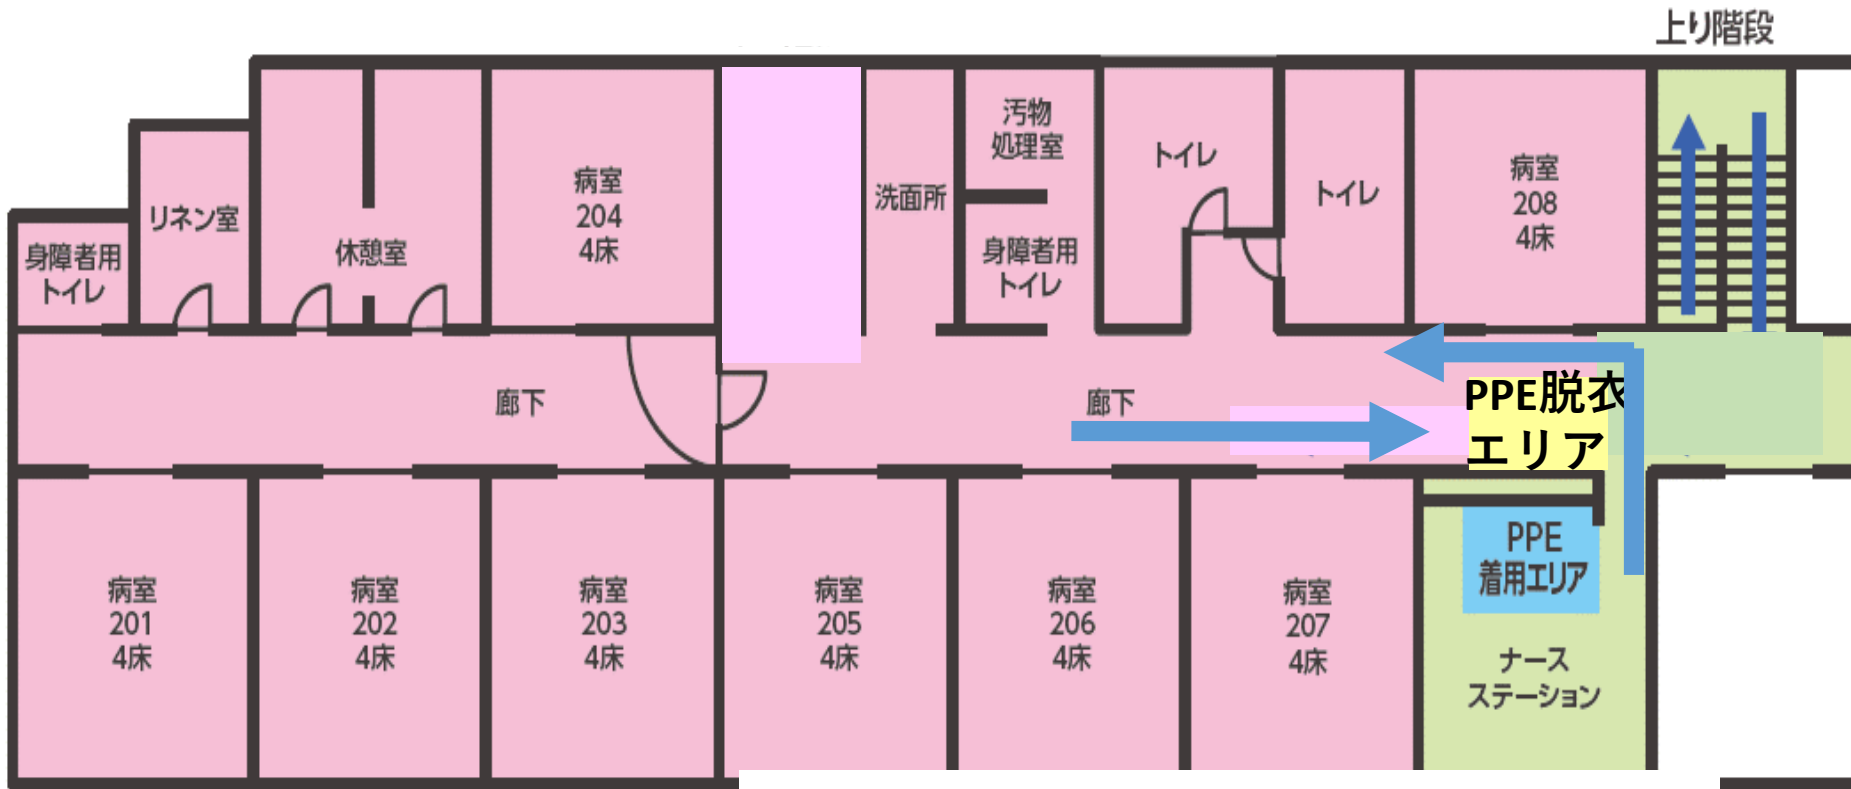 上り階段
汚物
処理室
トイレ
トイレ
病室
208
4床
病室
204
4床
洗面所
リネン室
休憩室
身障者用
トイレ
身障者用
トイレ
廊下
廊下
PPE脱衣
エリア
PPE
着用エリア
病室
201
4床
病室
202
4床
病室
203
4床
病室
205
4床
病室
206
4床
病室
207
4床
ナース
ステーション